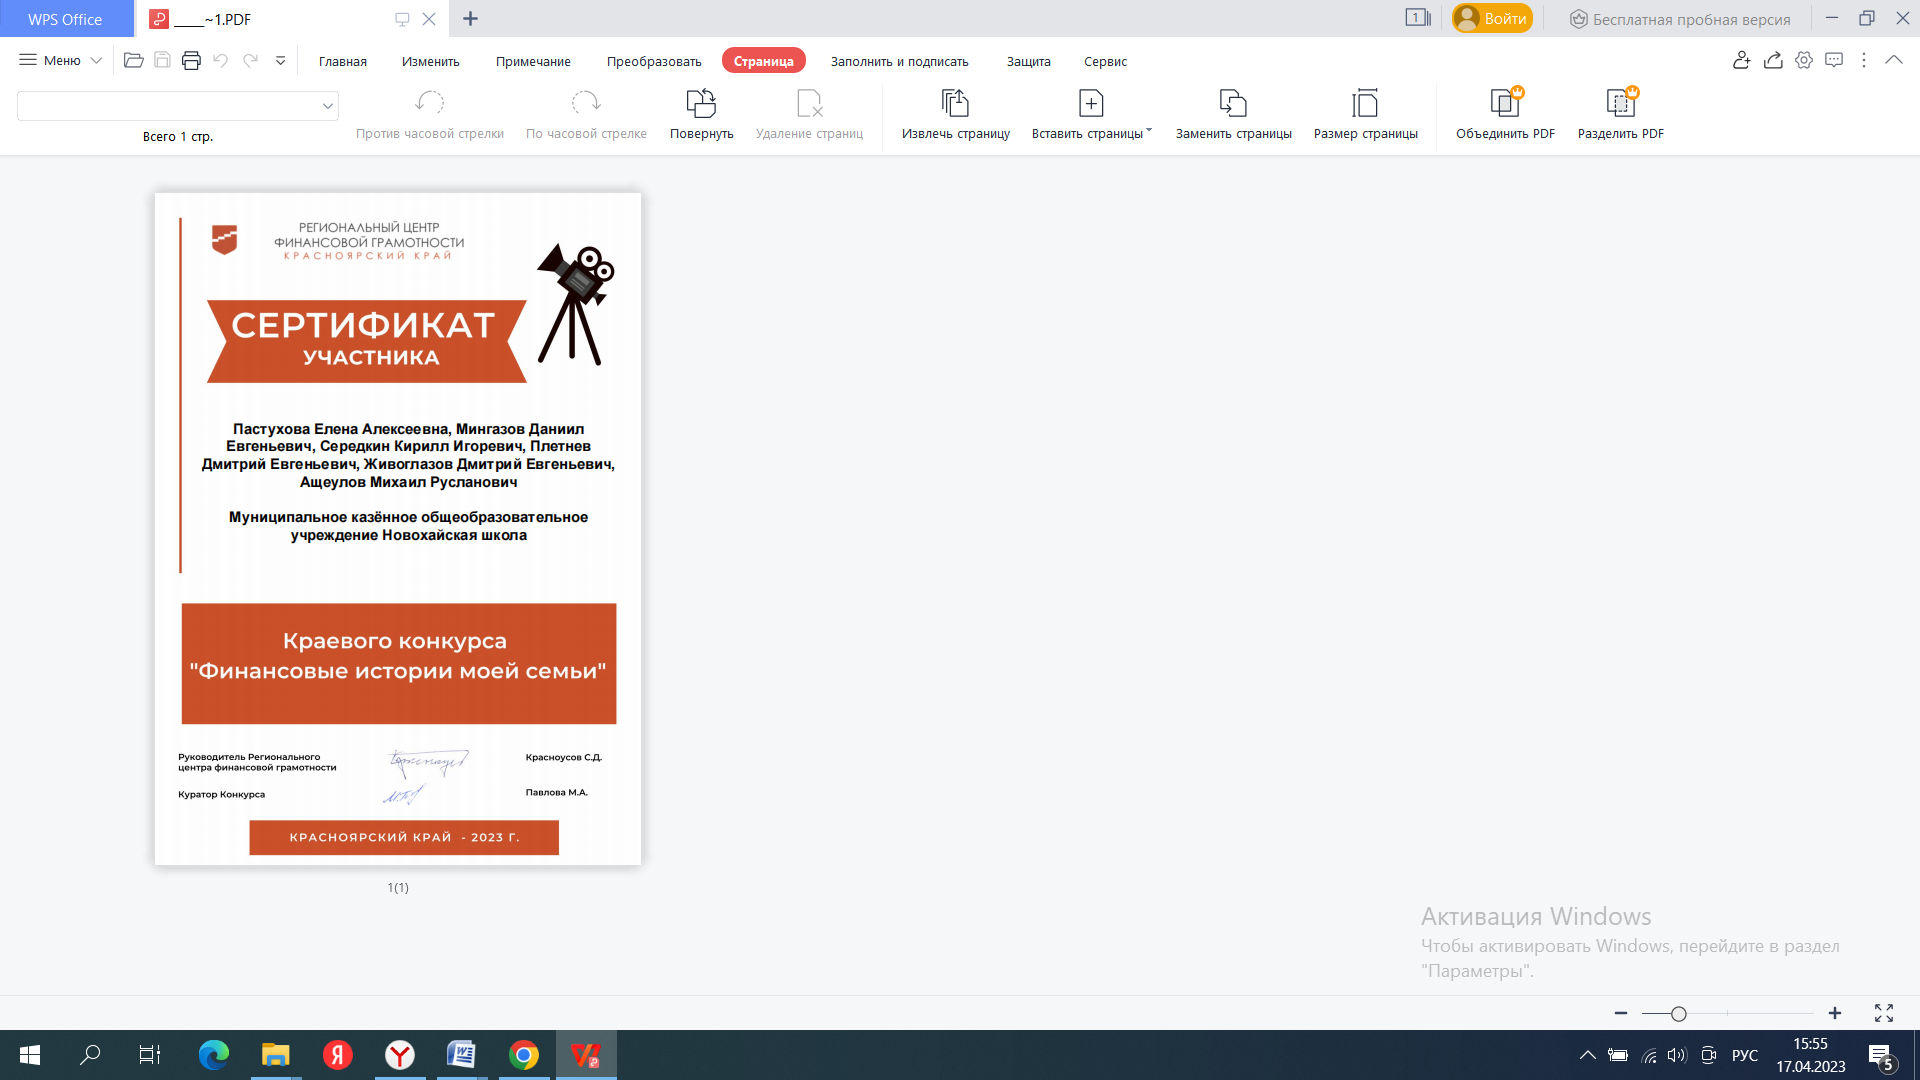 WPS Office
_____~1.PDF
1
Войти
Бесплатная пробная версия
Меню
Главная
Изменить
Примечание
Преобразовать
Страница
Заполнить и подписать
Защита
Сервис
Всего 1 стр.
Против часовой стрелки
По часовой стрелке
Повернуть
Удаление страниц
Извлечь страницу
Вставить страницы
Заменить страницы
Размер страницы
Объединить PDF
Разделить PDF
РЕГИОНАЛЬНЫЙ ЦЕНТР
ФИНАНСОВОЙ ГРАМОТНОСТИ
КРАСНОЯРСКИЙ КРАЙ
СЕРТИФИКАТ
УЧАСТНИКА
Пастухова Елена Алексеевна, Мингазов Даниил
Евгеньевич, Середкин Кирилл Игоревич, Плетнев
Дмитрий Евгеньевич, Живоглазов Дмитрий Евгеньевич,
Ащеулов Михаил Русланович
Муниципальное казённое общеобразовательное
учреждение Новохайская школа
Краевого конкурса
"Финансовые истории моей семьи"
Руководитель Регионального
центра финансовой грамотности
Красноусов С.Д.
Куратор Конкурса
Павлова М.А.
КРАСНОЯРСКИЙ КРАЙ - 2023 Г.
1(1)
Активация Windows
Чтобы активировать Windows, перейдите в раздел
"Параметры".
РУС
15:55
17.04.2023
5